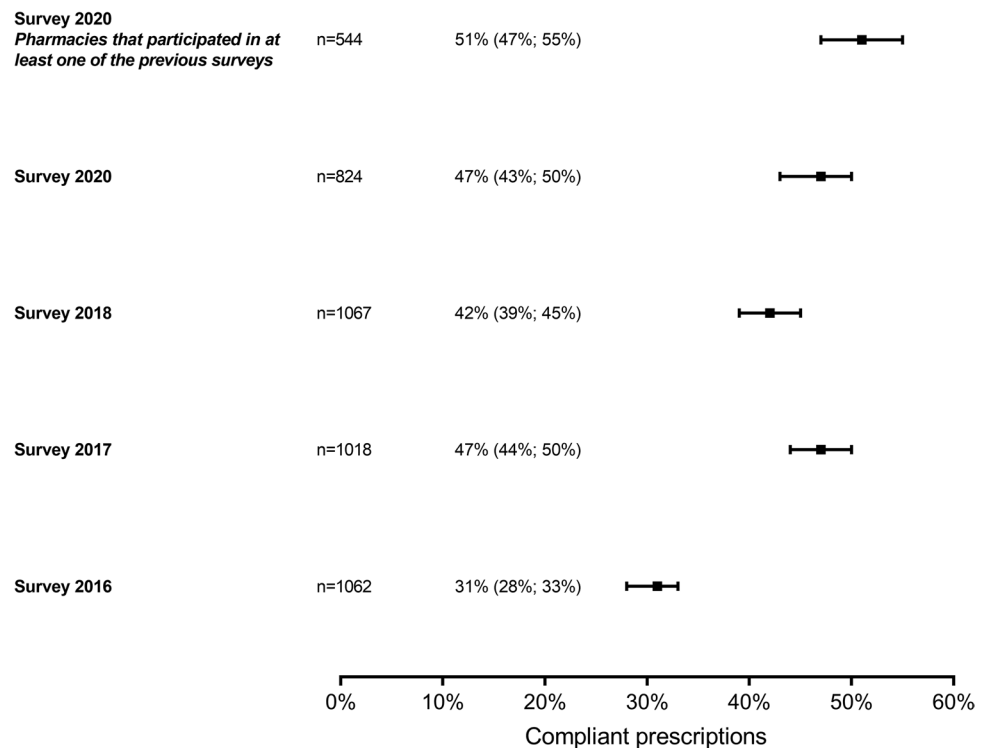 Survey 2020
Pharmacies that participated in at
least one of the previous surveys
n=544
51% (47%; 55%)
Survey 2020
n=824
47% (43%; 50%)
Survey 2018
n=1067
42% (39%; 45%)
Survey 2017
n=1018
47% (44%; 50%)
Survey 2016
n=1062
31% (28%; 33%)
0%
10%
20%
30%
40%
50%
60%
Compliant prescriptions